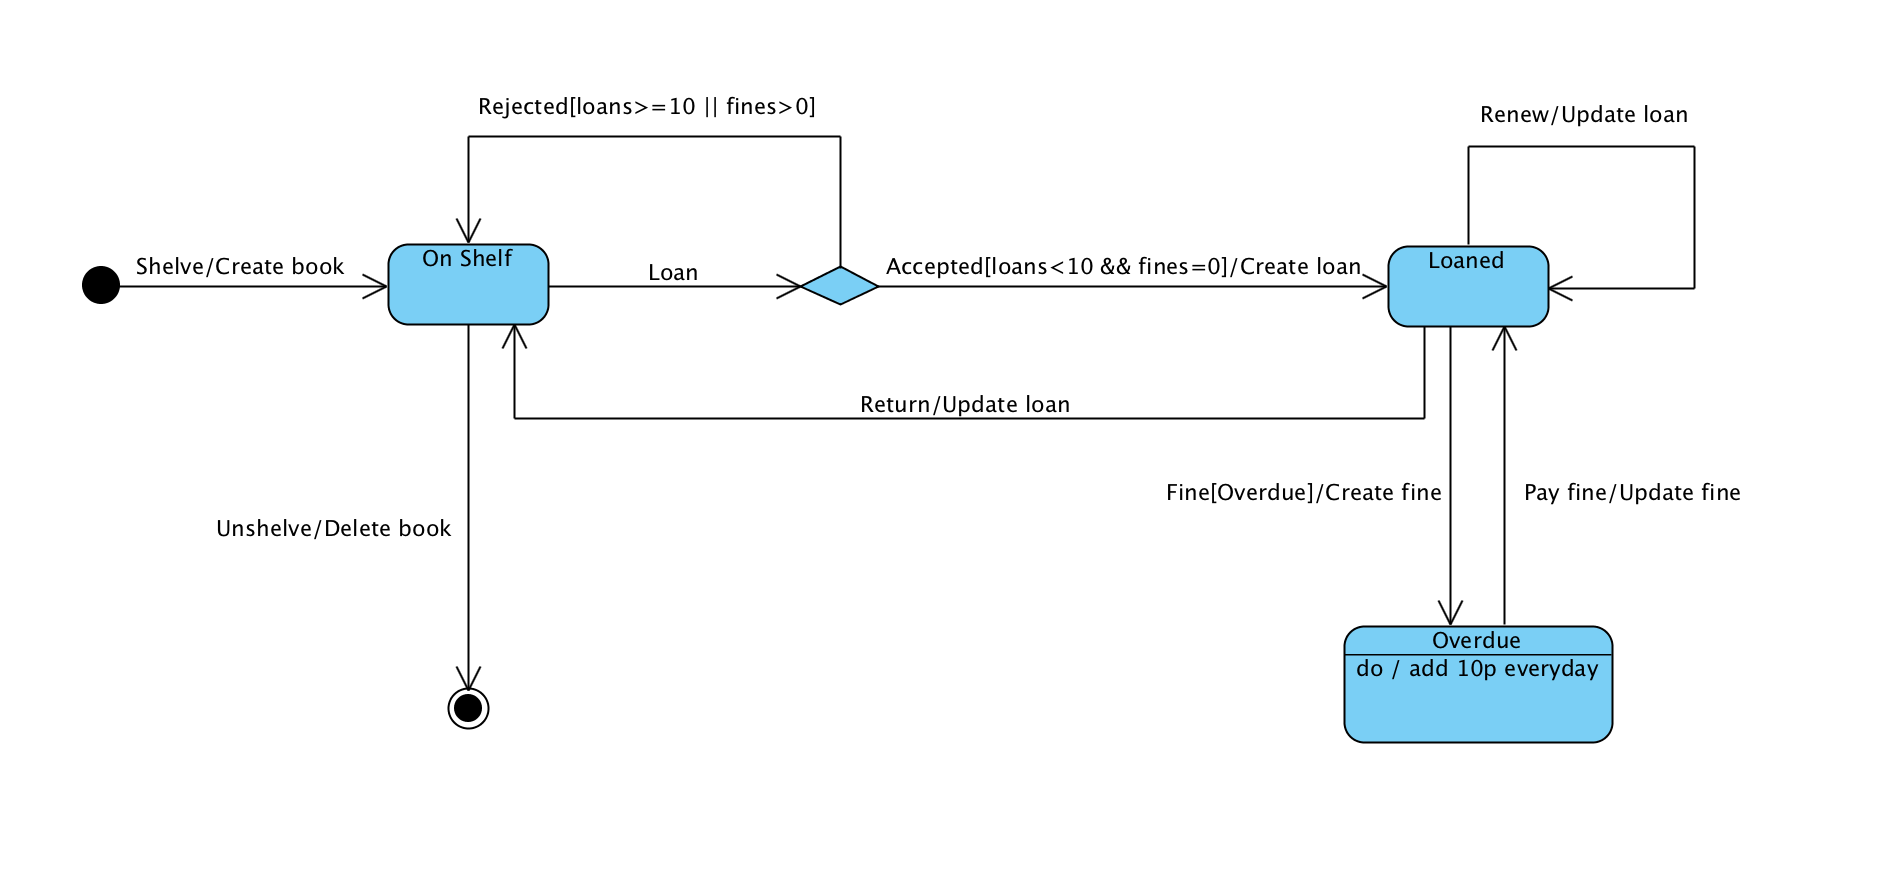 Rejected[loans>=10 || fines>0]
Renew/Update loan
Shelve/Create book
On Shelf
Loan
Accepted[loans<10 && fines=0]/Create loan
Loaned
Return/Update loan
Fine[Overdue]/Create fine
Pay fine/Update fine
Unshelve/Delete book
Overdue
do / add 10p everyday